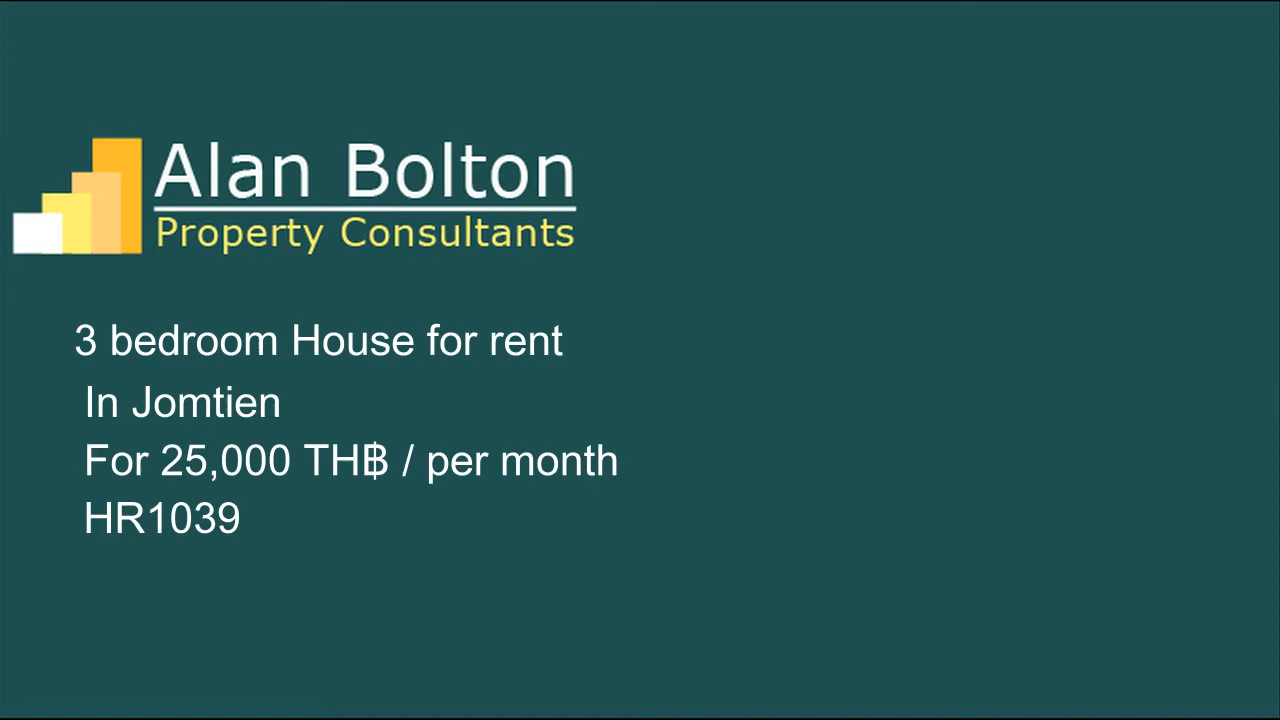 Alan Bolton
Property Consultants
3 bedroom House for rent
In Jomtien
For 25,000 TH฿ / per month
HR1039